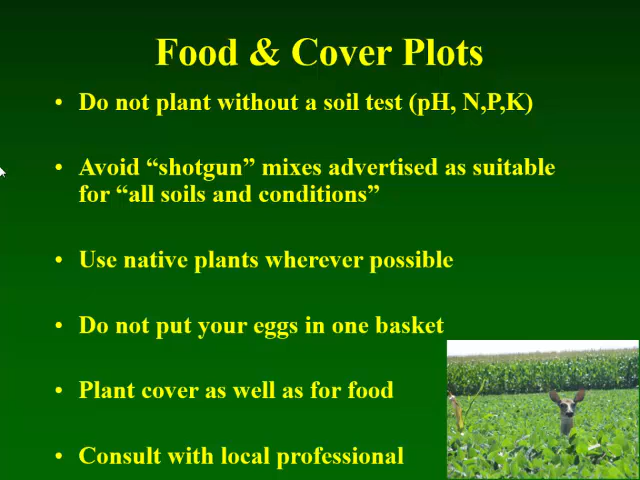 Food & Cover Plots
• Do not plant without a soil test (pH, N,P,K)
• Avoid “shotgun” mixes advertised as suitable
for “all soils and conditions”
• Use native plants wherever possible
• Do not put your eggs in one basket
• Plant cover as well as for food
• Consult with local professional